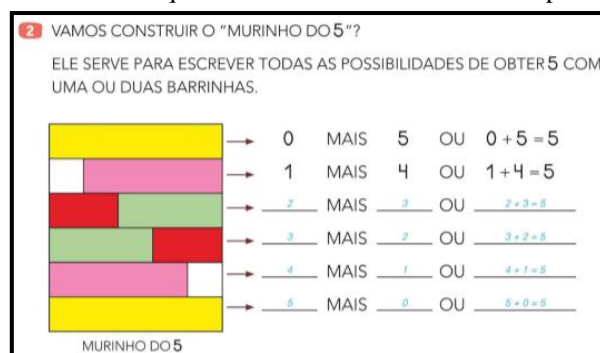 2 VAMOS CONSTRUIR O "MURINHO DO 5"?
ELE SERVE PARA ESCREVER TODAS AS POSSIBILIDADES DE OBTER 5 COM
UMA OU DUAS BARRINHAS.
0 MAIS 5 OU 0 + 5 = 5
1 MAIS 4 OU 1 + 4 = 5
2 MAIS 3 OU 2 + 3 = 5
3 MAIS 2 OU 3 + 2 = 5
4 MAIS 1 OU 4 + 1 = 5
5 MAIS 0 OU 5 + 0 = 5
MURINHO DO 5